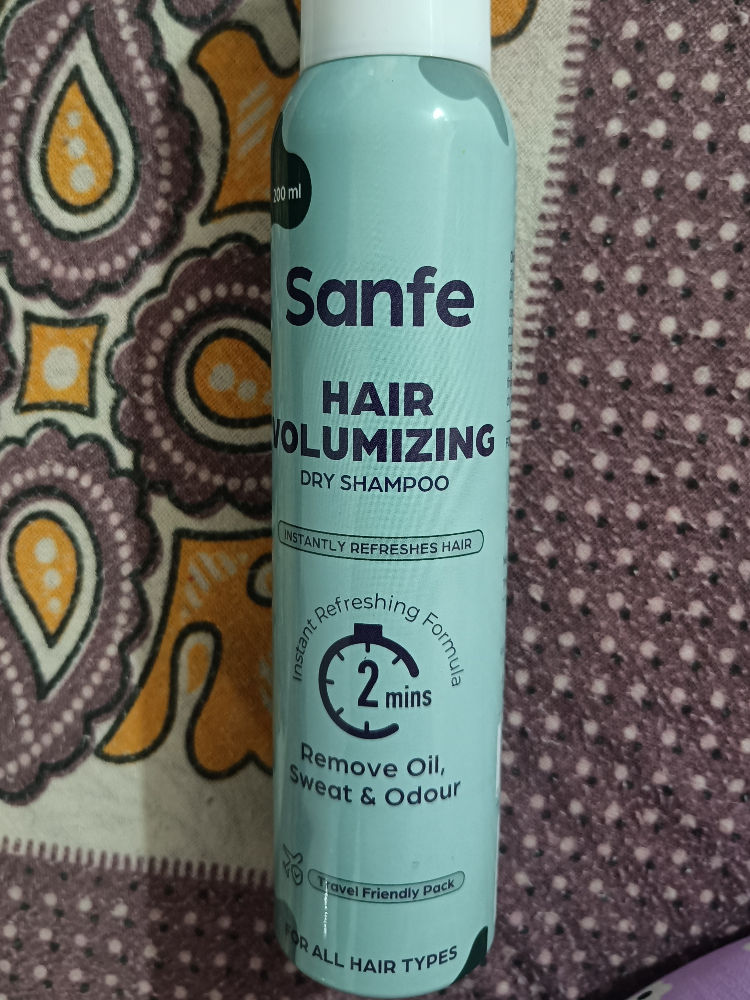 200 ml
Sanfe
HAIR
VOLUMIZING
DRY SHAMPOO
INSTANTLY REFRESHES HAIR
Instant Refreshing Formula
2 mins
Remove Oil,
Sweat & Odour
Travel Friendly Pack
FOR ALL HAIR TYPES